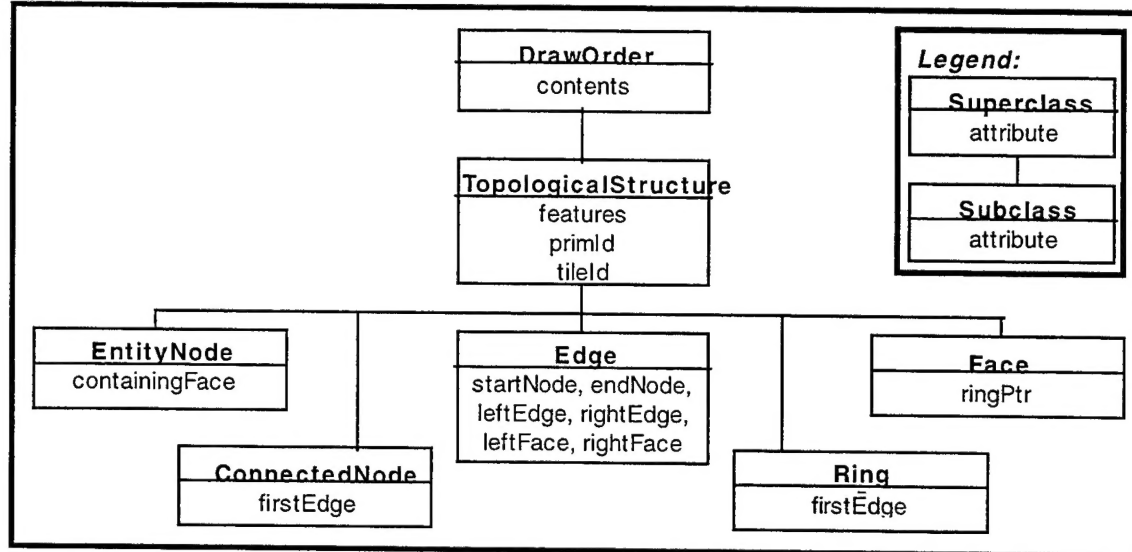 DrawOrder
contents
Legend:
Superclass
attribute
Subclass
attribute
TopologicalStructure
features
primId
tileId
EntityNode
containingFace
Edge
startNode, endNode,
leftEdge, rightEdge,
leftFace, rightFace
Face
ringPtr
ConnectedNode
firstEdge
Ring
firstEdge